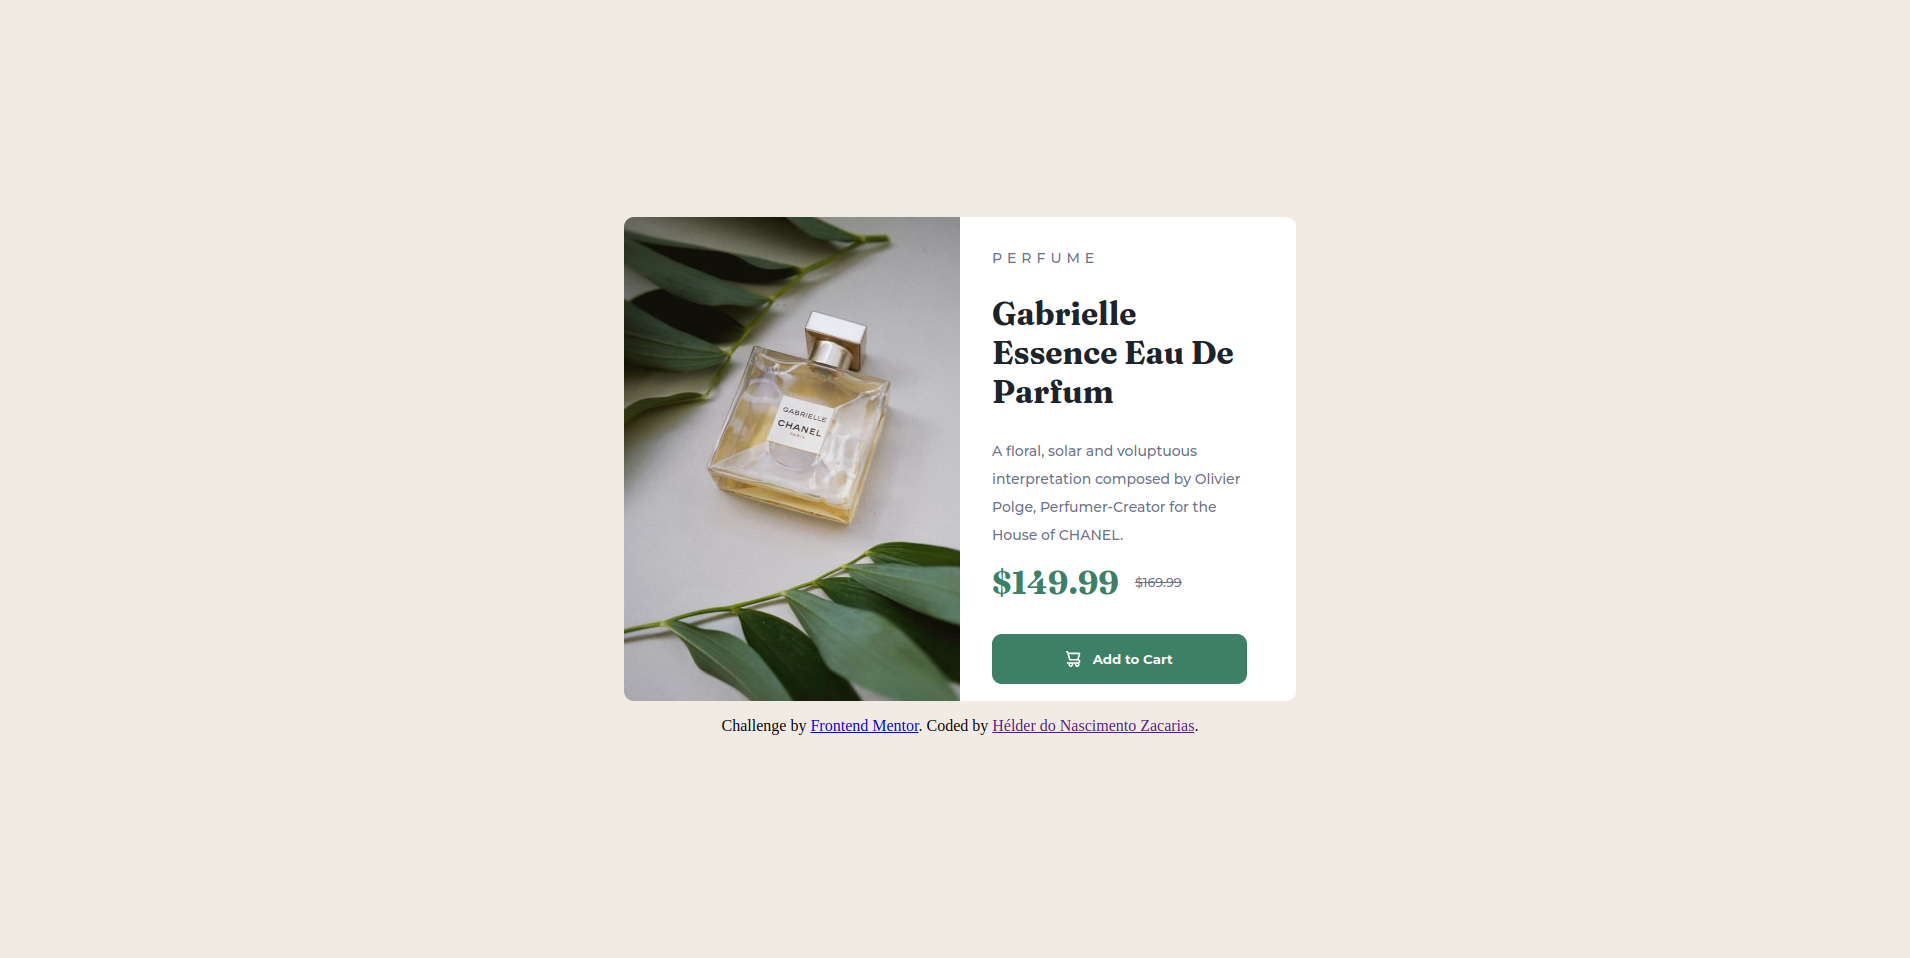 GABRIELLE
CHANEL
PARIS
PERFUME
Gabrielle
Essence Eau De
Parfum
A floral, solar and voluptuous
interpretation composed by Olivier
Polge, Perfumer-Creator for the
House of CHANEL.
$149.99 $169.99
Add to Cart
Challenge by Frontend Mentor. Coded by Hélder do Nascimento Zacarias.